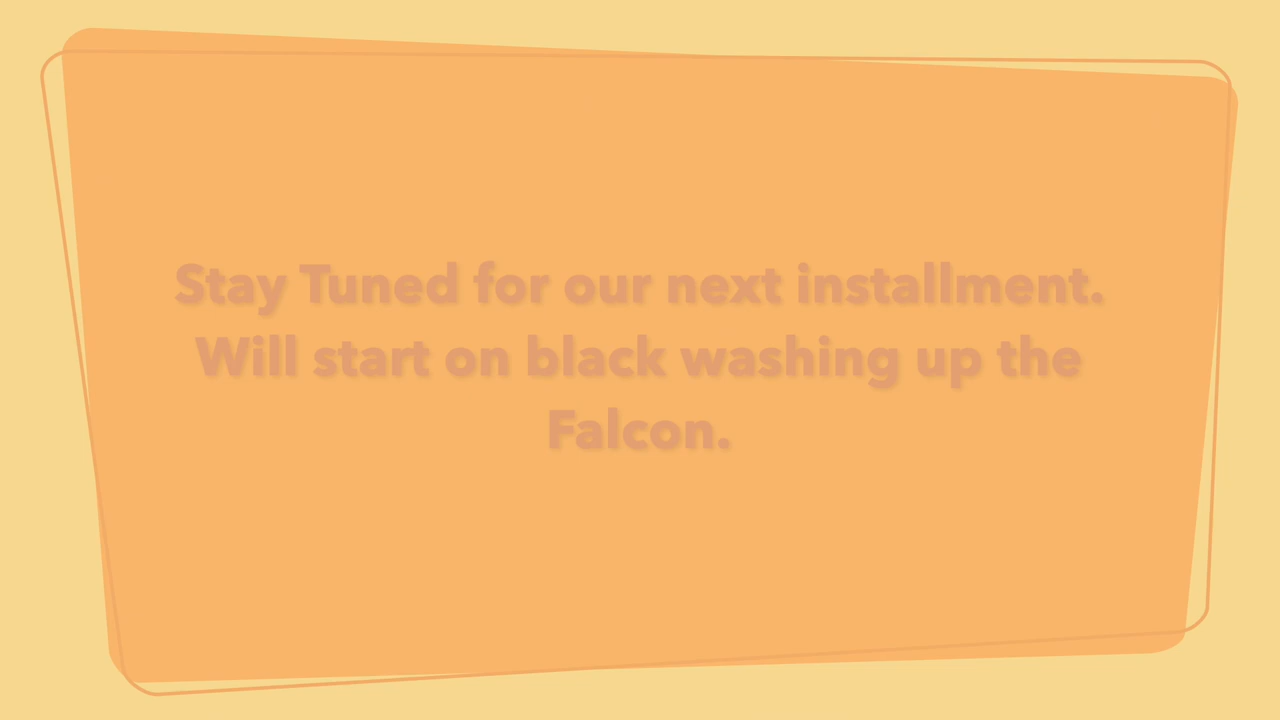 Stay Tuned for our next installment.
Will start on black washing up the
Falcon.